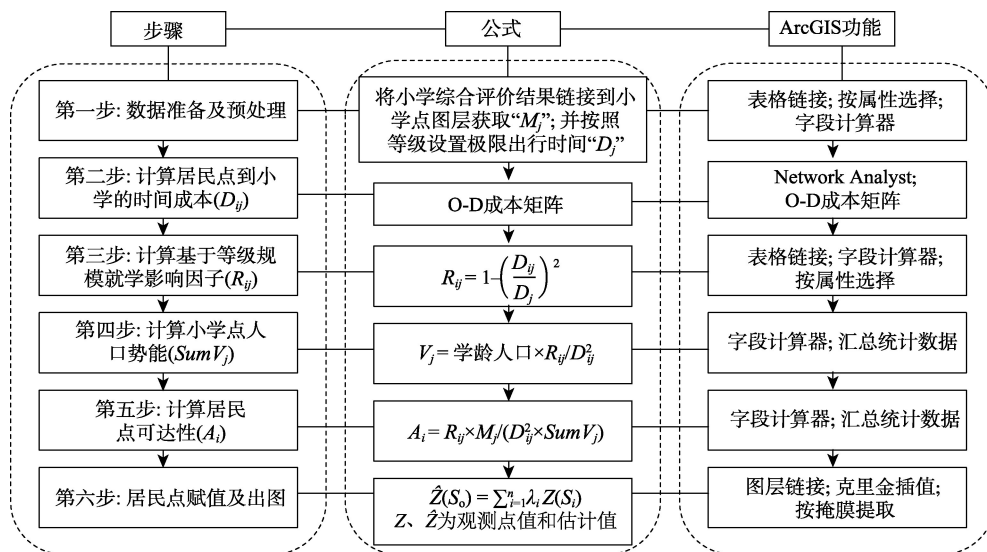 步骤
公式
ArcGIS功能
第一步: 数据准备及预处理
将小学综合评价结果链接到小
学点图层获取“Mj”; 并按照
等级设置极限出行时间“Dj”
表格链接; 按属性选择;
字段计算器
第二步: 计算居民点到小
学的时间成本(Dij)
O-D成本矩阵
Network Analyst;
O-D成本矩阵
第三步: 计算基于等级规
模就学影响因子(Rij)
Rij = 1–(Dij/Dj)²
表格链接; 字段计算器;
按属性选择
第四步: 计算小学点人
口势能(SumVj)
Vj = 学龄人口×Rij/D²ij
字段计算器; 汇总统计数据
第五步: 计算居民
点可达性(Ai)
Ai = Rij×Mj/(D²ij×SumVj)
字段计算器; 汇总统计数据
第六步: 居民点赋值及出图
Ẑ(So) = ∑ⁿi=1 λi Z(Si)
Z、Ẑ为观测点值和估计值
图层链接; 克里金插值;
按掩膜提取